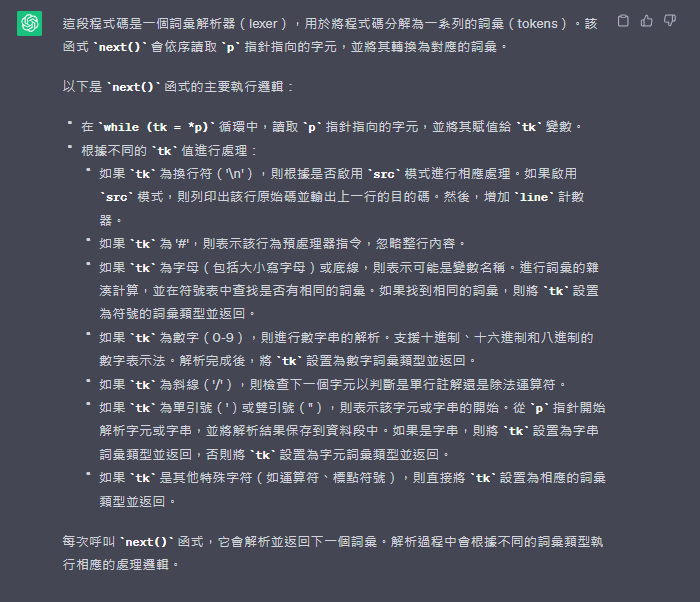 這段程式碼是一個詞彙解析器（lexer），用於將程式碼分解為一系列的詞彙（tokens）。該
函式 `next()` 會依序讀取 `p` 指針指向的字元，並將其轉換為對應的詞彙。
以下是 `next()` 函式的主要執行邏輯：
• 在 `while (tk = *p)` 循環中，讀取 `p` 指針指向的字元，並將其賦值給 `tk` 變數。
• 根據不同的 `tk` 值進行處理：
• 如果 `tk` 為換行符（'\n'），則根據是否啟用 `src` 模式進行相應處理。如果啟用
`src` 模式，則列印出該行原始碼並輸出上一行的目的碼。然後，增加 `line` 計數
器。
• 如果 `tk` 為 '#'，則表示該行為預處理器指令，忽略整行內容。
• 如果 `tk` 為字母（包括大小寫字母）或底線，則表示可能是變數名稱。進行詞彙的雜
湊計算，並在符號表中查找是否有相同的詞彙。如果找到相同的詞彙，則將 `tk` 設置
為符號的詞彙類型並返回。
• 如果 `tk` 為數字（0-9），則進行數字串的解析。支援十進制、十六進制和八進制的
數字表示法。解析完成後，將 `tk` 設置為數字詞彙類型並返回。
• 如果 `tk` 為斜線（'/'），則檢查下一個字元以判斷是單行註解還是除法運算符。
• 如果 `tk` 為單引號（'）或雙引號（"），則表示該字元或字串的開始。從 `p` 指針開始
解析字元或字串，並將解析結果保存到資料段中。如果是字串，則將 `tk` 設置為字串
詞彙類型並返回，否則將 `tk` 設置為字元詞彙類型並返回。
• 如果 `tk` 是其他特殊字符（如運算符、標點符號），則直接將 `tk` 設置為相應的詞彙
類型並返回。
每次呼叫 `next()` 函式，它會解析並返回下一個詞彙。解析過程中會根據不同的詞彙類型執
行相應的處理邏輯。